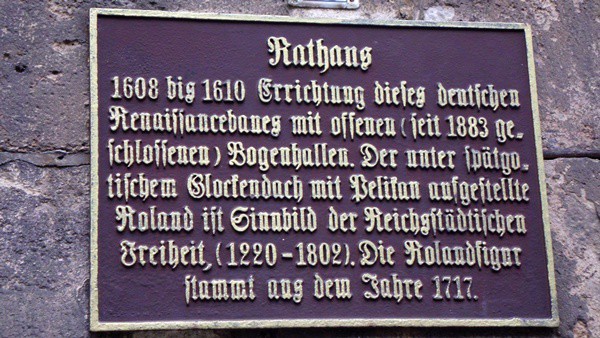 Rathaus
1608 bis 1610 Errichtung dieses deutschen
Renaissancebaues mit offenen (seit 1883 ge-
schlossenen) Bogenhallen. Der unter spätgo-
tischem Glockendach mit Pelikan aufgestellte
Roland ist Sinnbild der Reichsstädtischen
Freiheit, (1220-1802). Die Rolandfigur
stammt aus dem Jahre 1717.